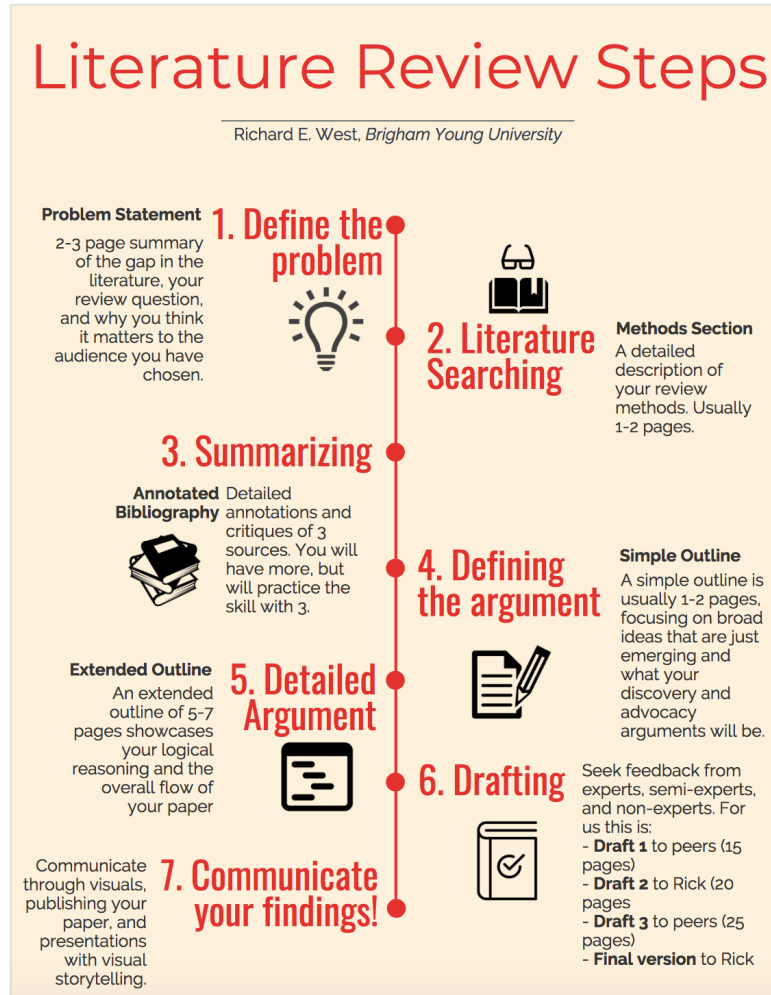 Literature Review Steps
Richard E. West, Brigham Young University
Problem Statement
2-3 page summary
of the gap in the
literature, your
review question,
and why you think
it matters to the
audience you have
chosen.
1. Define the
problem
2. Literature
Searching
Methods Section
A detailed
description of
your review
methods. Usually
1-2 pages.
3. Summarizing
Annotated
Bibliography
Detailed
annotations and
critiques of 3
sources. You will
have more, but
will practice the
skill with 3.
4. Defining
the argument
Simple Outline
A simple outline is
usually 1-2 pages,
focusing on broad
ideas that are just
emerging and
what your
discovery and
advocacy
arguments will be.
Extended Outline
An extended
outline of 5-7
pages showcases
your logical
reasoning and the
overall flow of
your paper
5. Detailed
Argument
6. Drafting
Seek feedback from
experts, semi-experts,
and non-experts. For
us this is:
- Draft 1 to peers (15
pages)
- Draft 2 to Rick (20
pages
- Draft 3 to peers (25
pages)
- Final version to Rick
Communicate
through visuals,
publishing your
paper, and
presentations
with visual
storytelling.
7. Communicate
your findings!